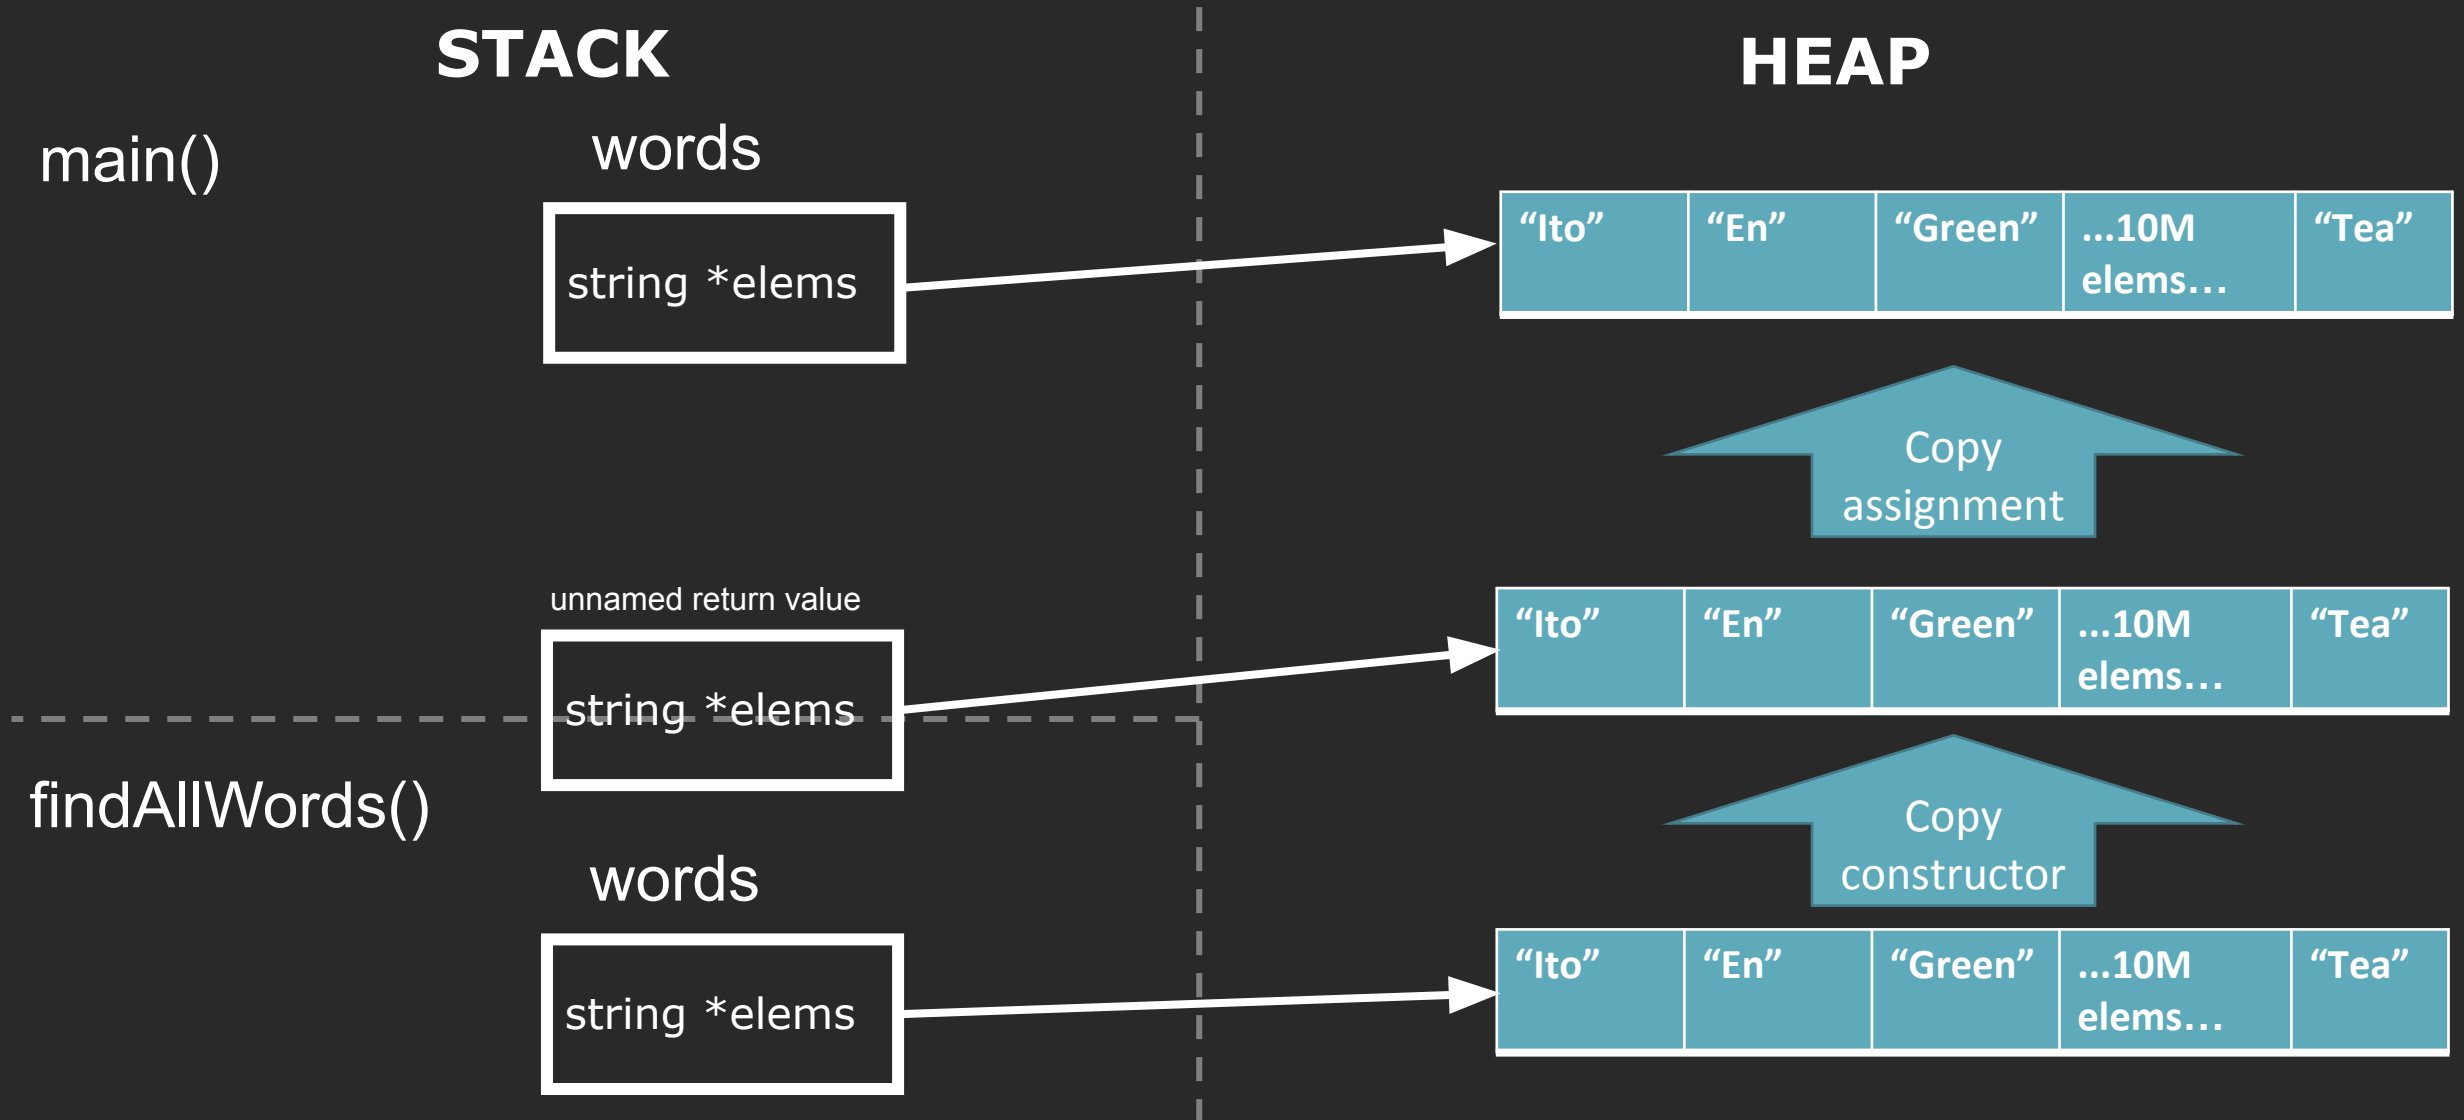 STACK
HEAP
main()
words
string *elems
“Ito” “En” “Green” ...10M “Tea”
elems...
Copy
assignment
unnamed return value
string *elems
“Ito” “En” “Green” ...10M “Tea”
elems...
findAllWords()
Copy
constructor
words
string *elems
“Ito” “En” “Green” ...10M “Tea”
elems...